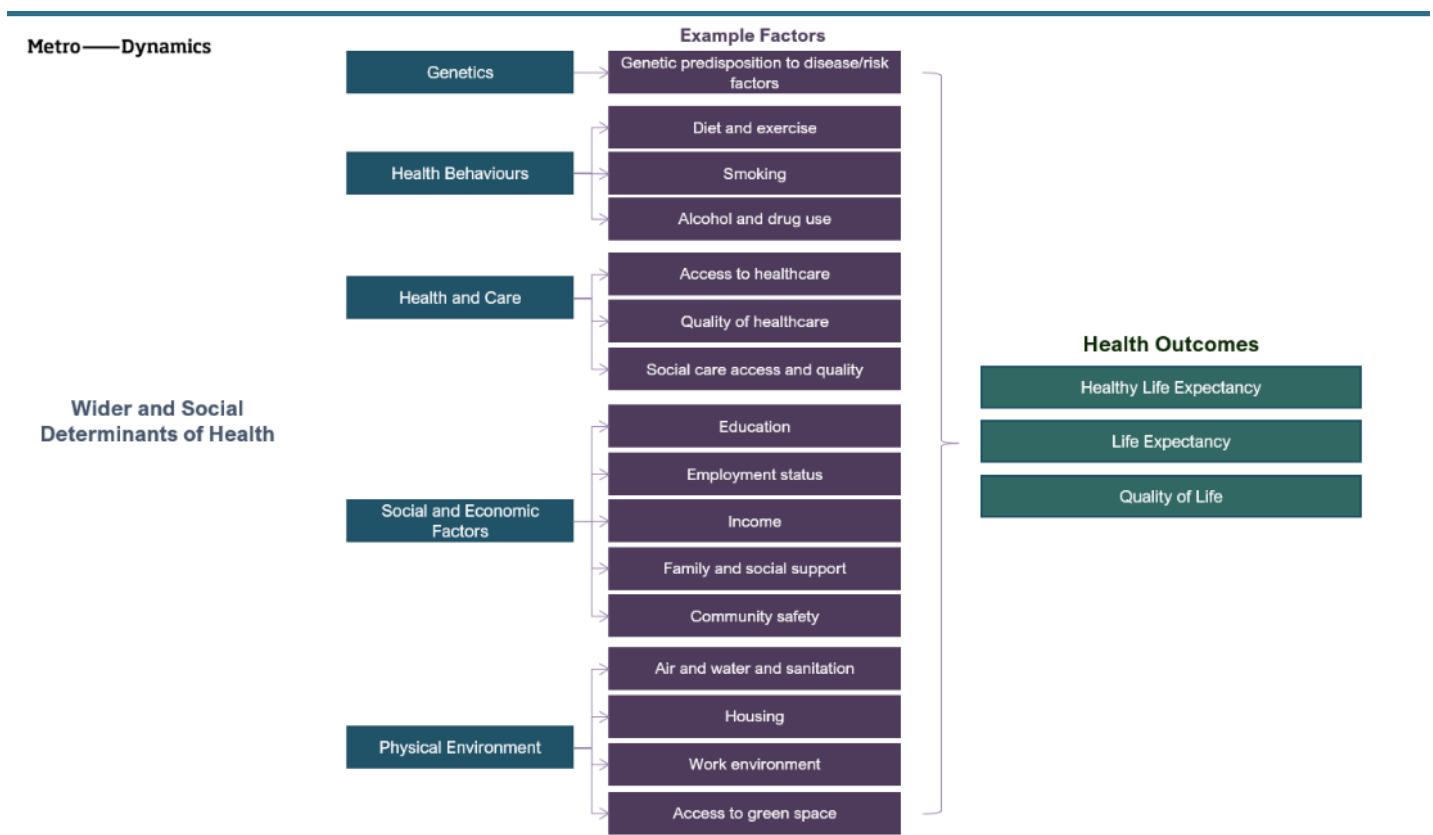 Metro——Dynamics
Example Factors
Genetics
Genetic predisposition to disease/risk
factors
Health Behaviours
Diet and exercise
Smoking
Alcohol and drug use
Health and Care
Access to healthcare
Quality of healthcare
Social care access and quality
Wider and Social
Determinants of Health
Social and Economic
Factors
Education
Employment status
Income
Family and social support
Community safety
Physical Environment
Air and water and sanitation
Housing
Work environment
Access to green space
Health Outcomes
Healthy Life Expectancy
Life Expectancy
Quality of Life